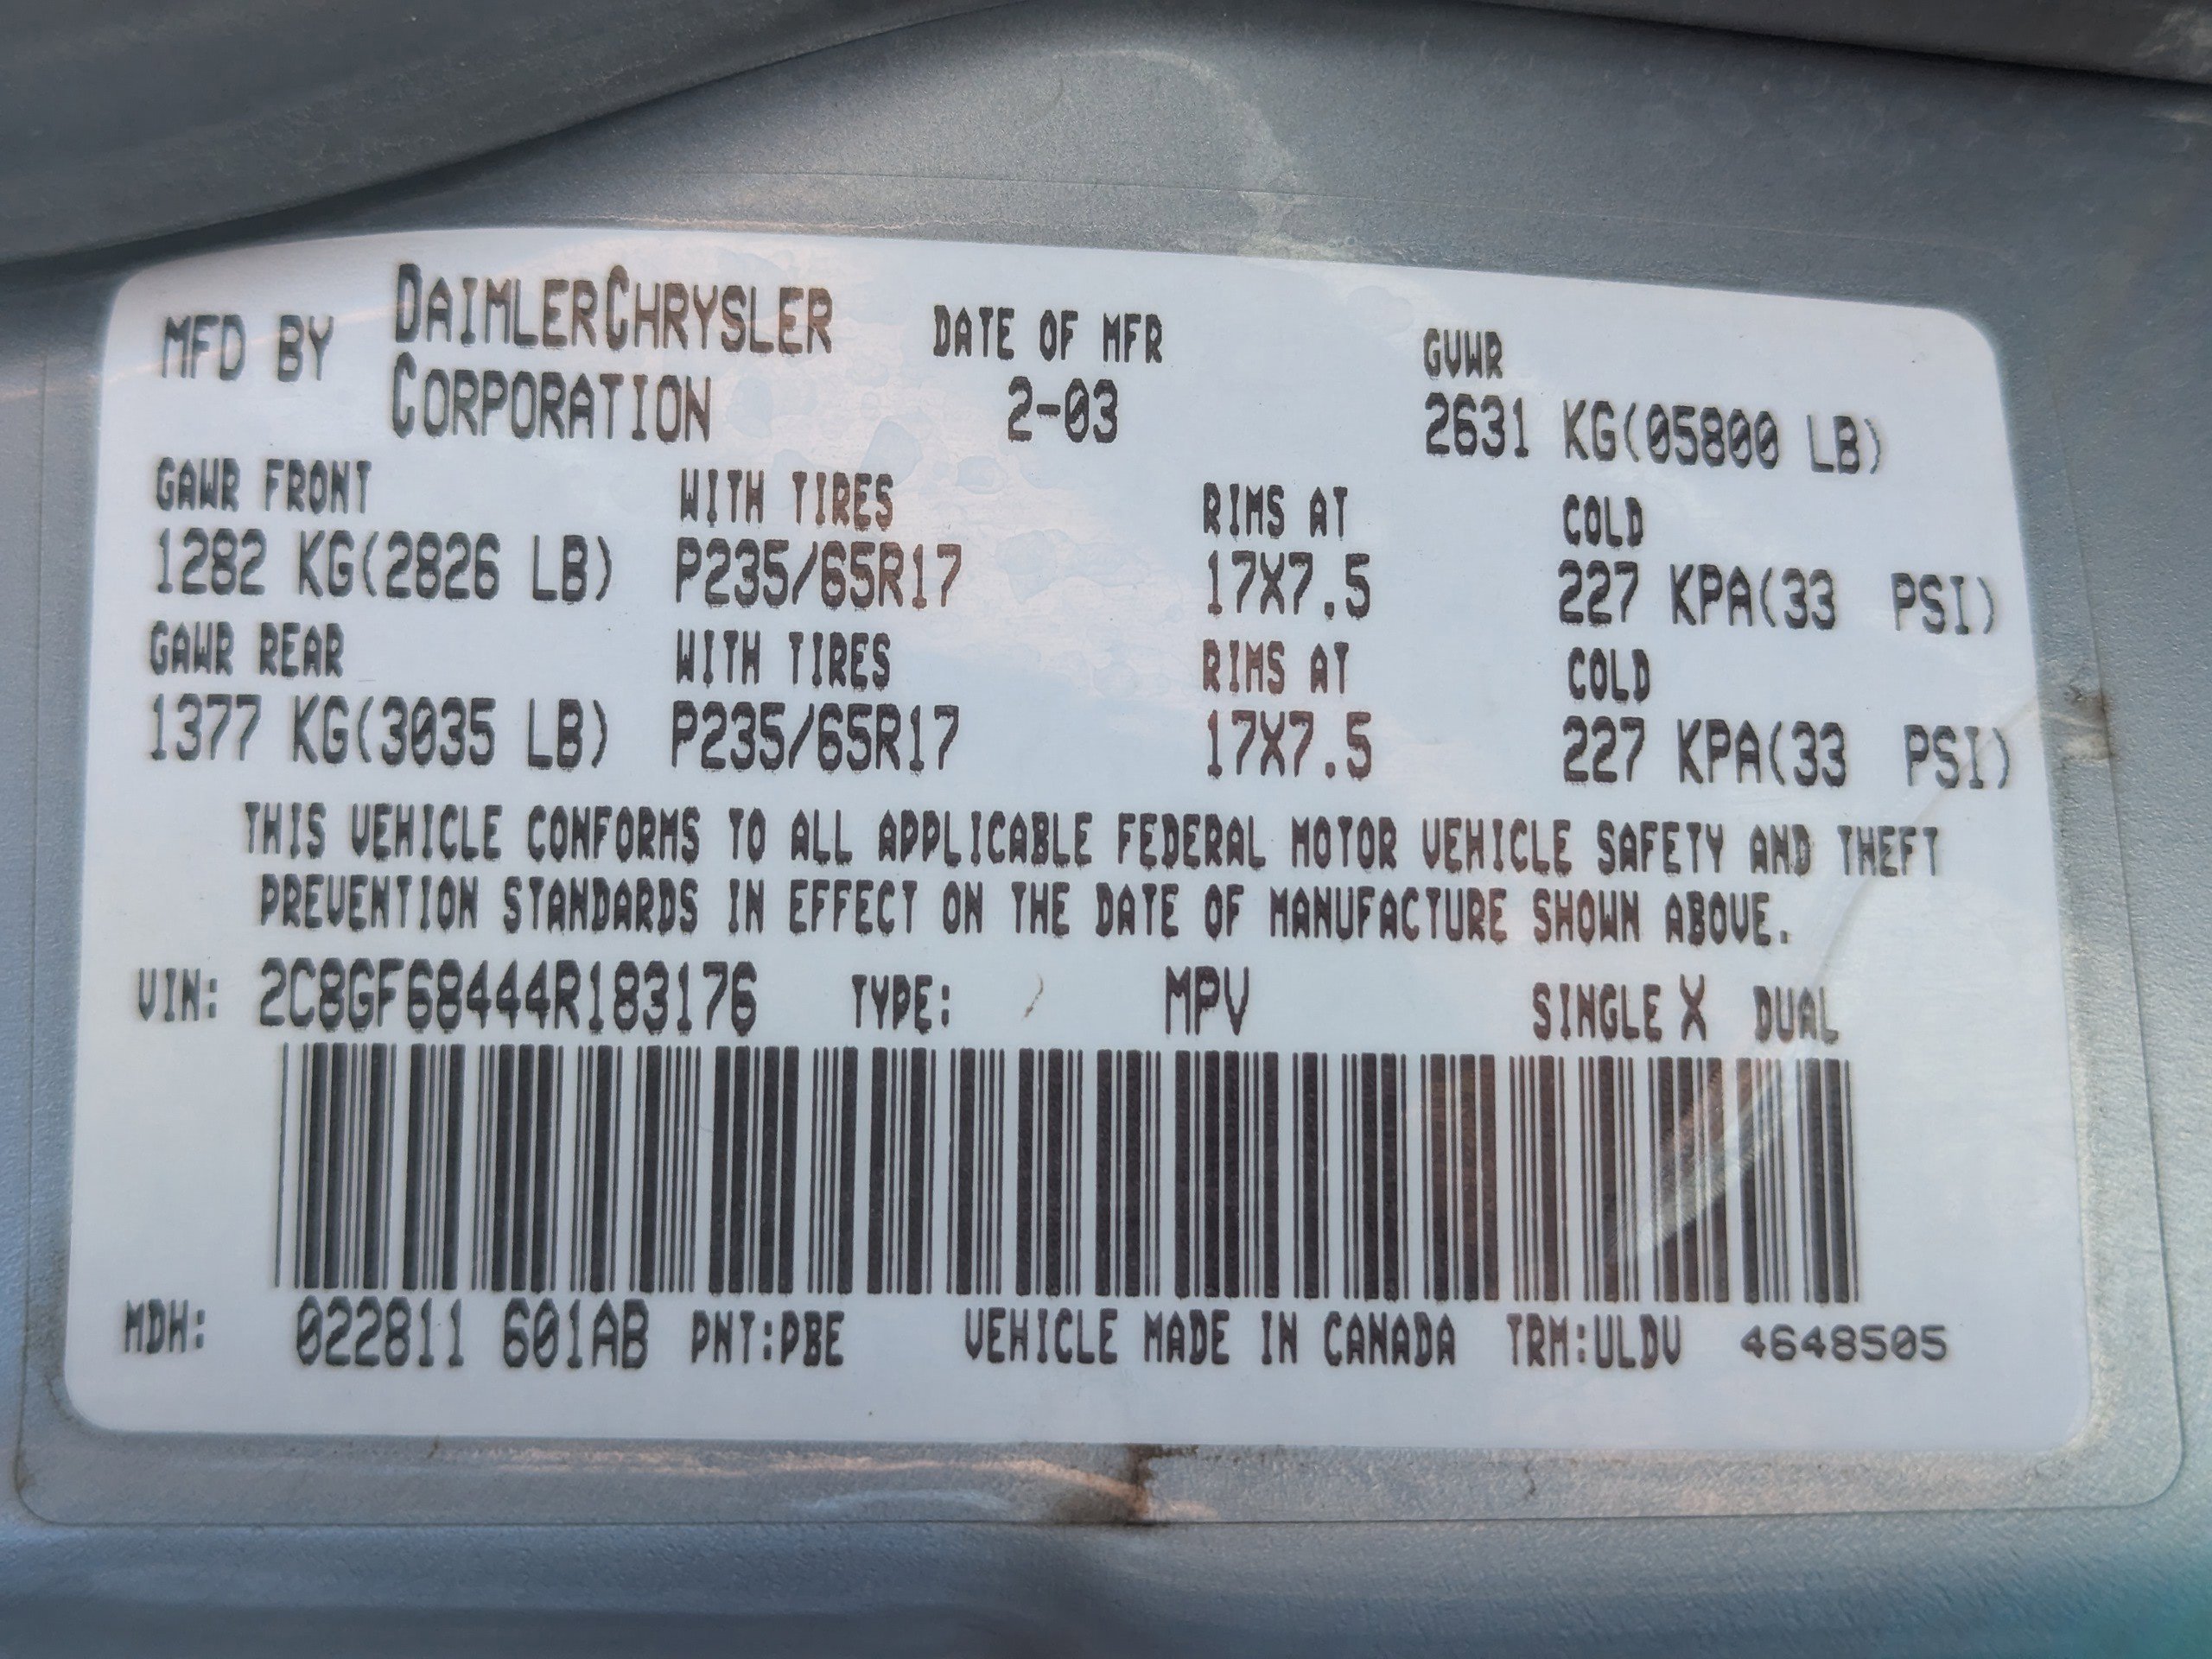 MFD BY DAIMLERCHRYSLER CORPORATION DATE OF MFR 2-03 GVWR 2631 KG(05800 LB)
GAWR FRONT WITH TIRES RIMS AT COLD
1282 KG(2826 LB) P235/65R17 17X7.5 227 KPA(33 PSI)
GAWR REAR WITH TIRES RIMS AT COLD
1377 KG(3035 LB) P235/65R17 17X7.5 227 KPA(33 PSI)
THIS VEHICLE CONFORMS TO ALL APPLICABLE FEDERAL MOTOR VEHICLE SAFETY AND THEFT
PREVENTION STANDARDS IN EFFECT ON THE DATE OF MANUFACTURE SHOWN ABOVE.
VIN: 2C8GF68444R183176 TYPE: MPV SINGLE X DUAL
MDH: 022811 601AB PNT:PBE VEHICLE MADE IN CANADA TRM:ULDV 4648505